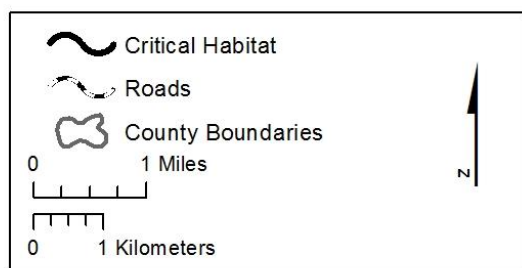 Critical Habitat
Roads
County Boundaries
0 1 Miles
0 1 Kilometers
N